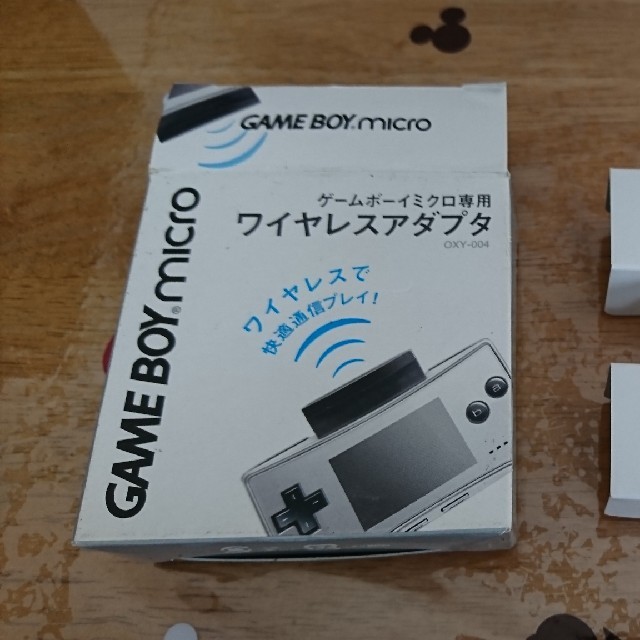 GAME BOY micro
GAME BOY® micro
ゲームボーイミクロ専用
ワイヤレスアダプタ
OXY-004
ワイヤレスで
快適通信プレイ!